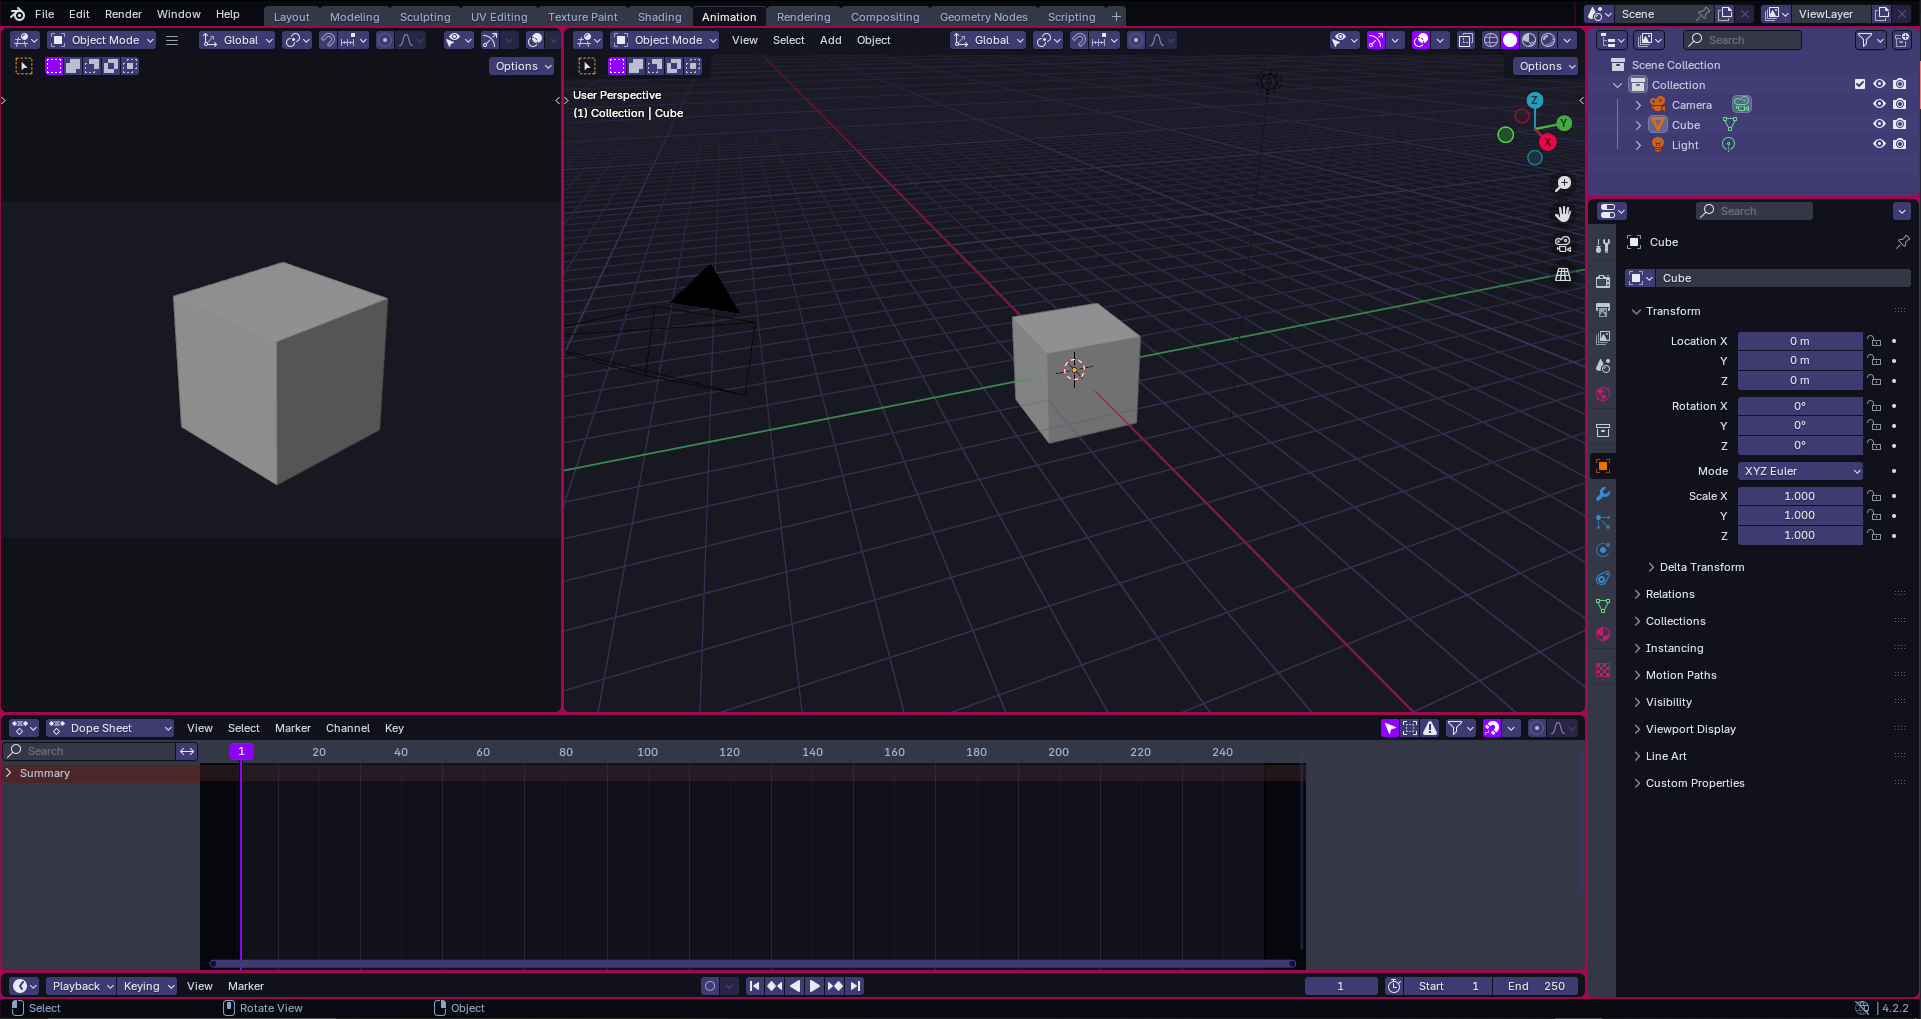 File Edit Render Window Help Layout Modeling Sculpting UV Editing Texture Paint Shading Animation Rendering Compositing Geometry Nodes Scripting + Scene ViewLayer
Object Mode Global Object Mode View Select Add Object Global Search
Options Options
User Perspective
(1) Collection | Cube
Z
Y
X
Scene Collection
Collection
Camera
Cube
Light
Search
Cube
Cube
Transform
Location X 0 m
Y 0 m
Z 0 m
Rotation X 0°
Y 0°
Z 0°
Mode XYZ Euler
Scale X 1.000
Y 1.000
Z 1.000
Delta Transform
Relations
Collections
Instancing
Motion Paths
Visibility
Viewport Display
Line Art
Custom Properties
Dope Sheet View Select Marker Channel Key
Search 1 20 40 60 80 100 120 140 160 180 200 220 240
Summary
Playback Keying View Marker 1 Start 1 End 250
Select Rotate View Object 4.2.2